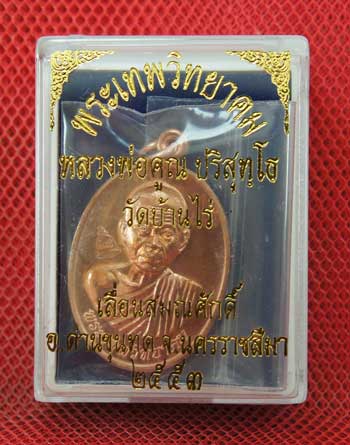 พระเทพวิทยาคม
หลวงพ่อคูณ ปริสุทฺโธ
วัดบ้านไร่
เลื่อนสมณศักดิ์
อ.ด่านขุนทด จ.นครราชสีมา
๒๕๕๓